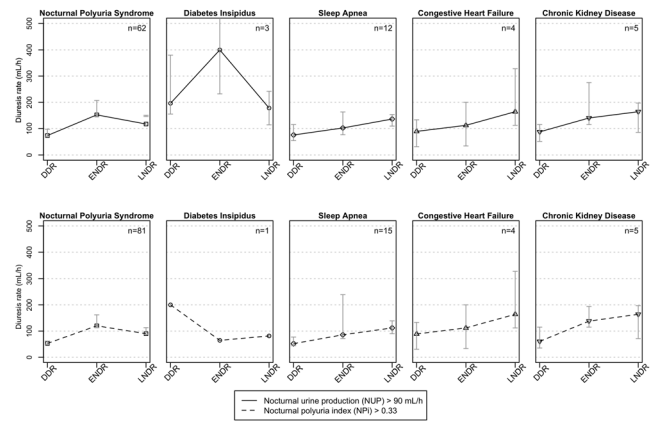 Nocturnal Polyuria Syndrome Diabetes Insipidus Sleep Apnea Congestive Heart Failure Chronic Kidney Disease
n=62 n=3 n=12 n=4 n=5
Diuresis rate (mL/h)
500
400
300
200
100
0
DDR ENDR LNDR DDR ENDR LNDR DDR ENDR LNDR DDR ENDR LNDR DDR ENDR LNDR
Nocturnal Polyuria Syndrome Diabetes Insipidus Sleep Apnea Congestive Heart Failure Chronic Kidney Disease
n=81 n=1 n=15 n=4 n=5
Diuresis rate (mL/h)
500
400
300
200
100
0
DDR ENDR LNDR DDR ENDR LNDR DDR ENDR LNDR DDR ENDR LNDR DDR ENDR LNDR
Nocturnal urine production (NUP) > 90 mL/h
Nocturnal polyuria index (NPi) > 0.33